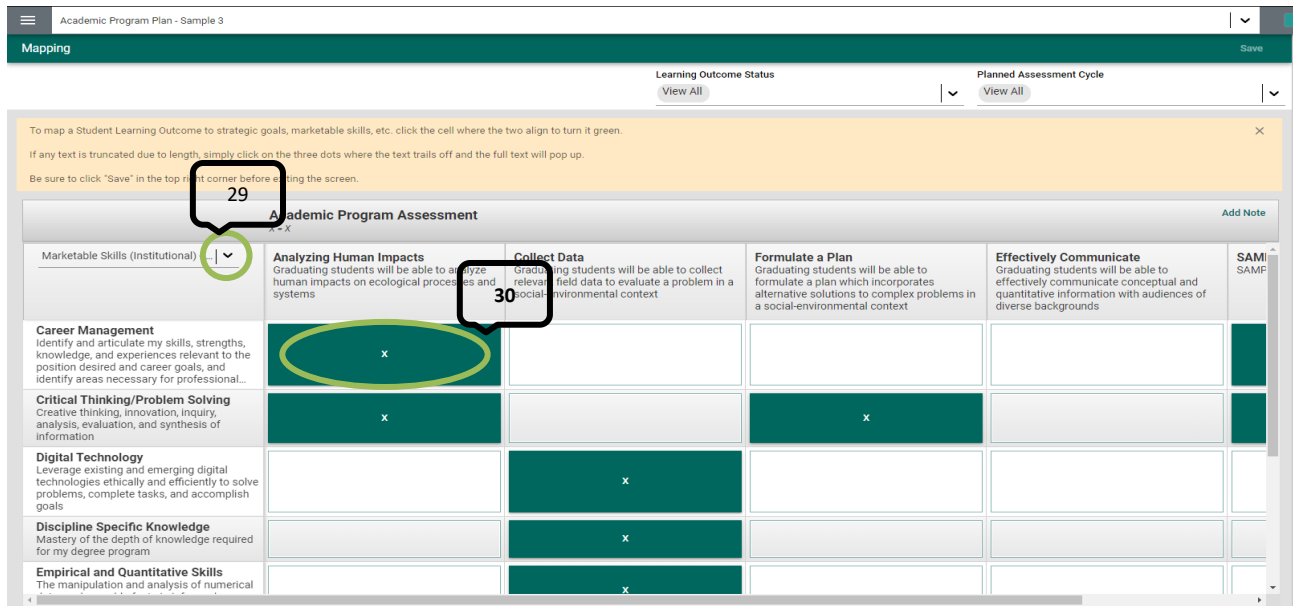 Academic Program Plan - Sample 3
Mapping
Save
Learning Outcome Status
View All
Planned Assessment Cycle
View All
To map a Student Learning Outcome to strategic goals, marketable skills, etc. click the cell where the two align to turn it green.
If any text is truncated due to length, simply click on the three dots where the text trails off and the full text will pop up.
Be sure to click "Save" in the top right corner before exiting the screen.
29
Academic Program Assessment
X = X
Add Note
Marketable Skills (Institutional)
Analyzing Human Impacts
Graduating students will be able to analyze
human impacts on ecological processes and
systems
Collect Data
Graduating students will be able to collect
relevant field data to evaluate a problem in a
social-environmental context
30
Formulate a Plan
Graduating students will be able to
formulate a plan which incorporates
alternative solutions to complex problems in
a social-environmental context
Effectively Communicate
Graduating students will be able to
effectively communicate conceptual and
quantitative information with audiences of
diverse backgrounds
SAM
SAMP
Career Management
Identify and articulate my skills, strengths,
knowledge, and experiences relevant to the
position desired and career goals, and
identify areas necessary for professional...
X
Critical Thinking/Problem Solving
Creative thinking, innovation, inquiry,
analysis, evaluation, and synthesis of
information
X
X
Digital Technology
Leverage existing and emerging digital
technologies ethically and efficiently to solve
problems, complete tasks, and accomplish
goals
X
Discipline Specific Knowledge
Mastery of the depth of knowledge required
for my degree program
X
Empirical and Quantitative Skills
The manipulation and analysis of numerical
X